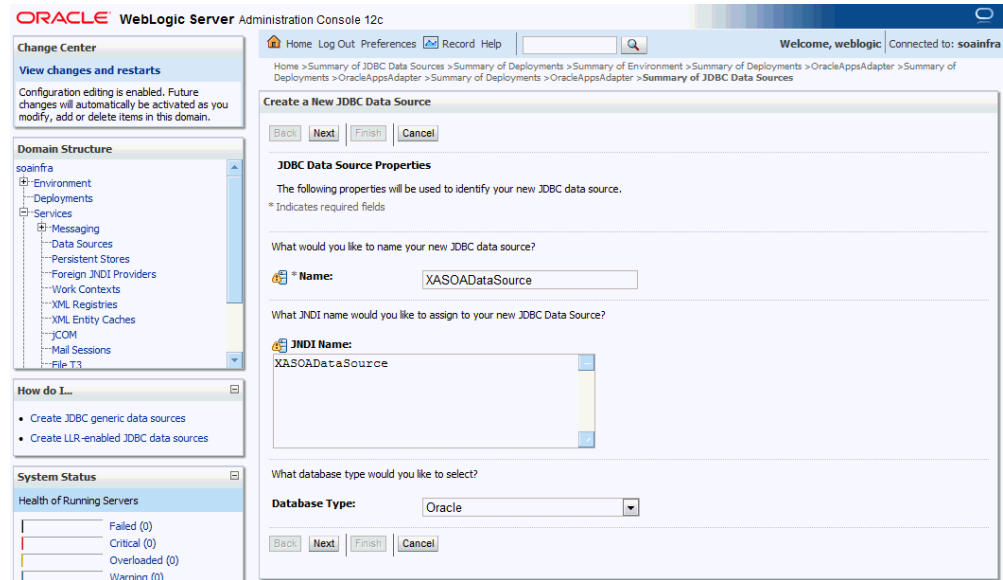 ORACLE WebLogic Server Administration Console 12c
Change Center
View changes and restarts
Configuration editing is enabled. Future
changes will automatically be activated as you
modify, add or delete items in this domain.
Domain Structure
soainfra
Environment
Deployments
Services
Messaging
Data Sources
Persistent Stores
Foreign JNDI Providers
Work Contexts
XML Registries
XML Entity Caches
jCOM
Mail Sessions
File T3
How do I...
Create JDBC generic data sources
Create LLR-enabled JDBC data sources
System Status
Health of Running Servers
Failed (0)
Critical (0)
Overloaded (0)
Warning (0)
Home Log Out Preferences Record Help
Welcome, weblogic Connected to: soainfra
Home >Summary of JDBC Data Sources >Summary of Deployments >Summary of Environment >Summary of Deployments >OracleAppsAdapter >Summary of
Deployments >OracleAppsAdapter >Summary of Deployments >OracleAppsAdapter >Summary of JDBC Data Sources
Create a New JDBC Data Source
Back Next Finish Cancel
JDBC Data Source Properties
The following properties will be used to identify your new JDBC data source.
* Indicates required fields
What would you like to name your new JDBC data source?
* Name: XASOADataSource
What JNDI name would you like to assign to your new JDBC Data Source?
JNDI Name:
XASOADataSource
What database type would you like to select?
Database Type: Oracle
Back Next Finish Cancel